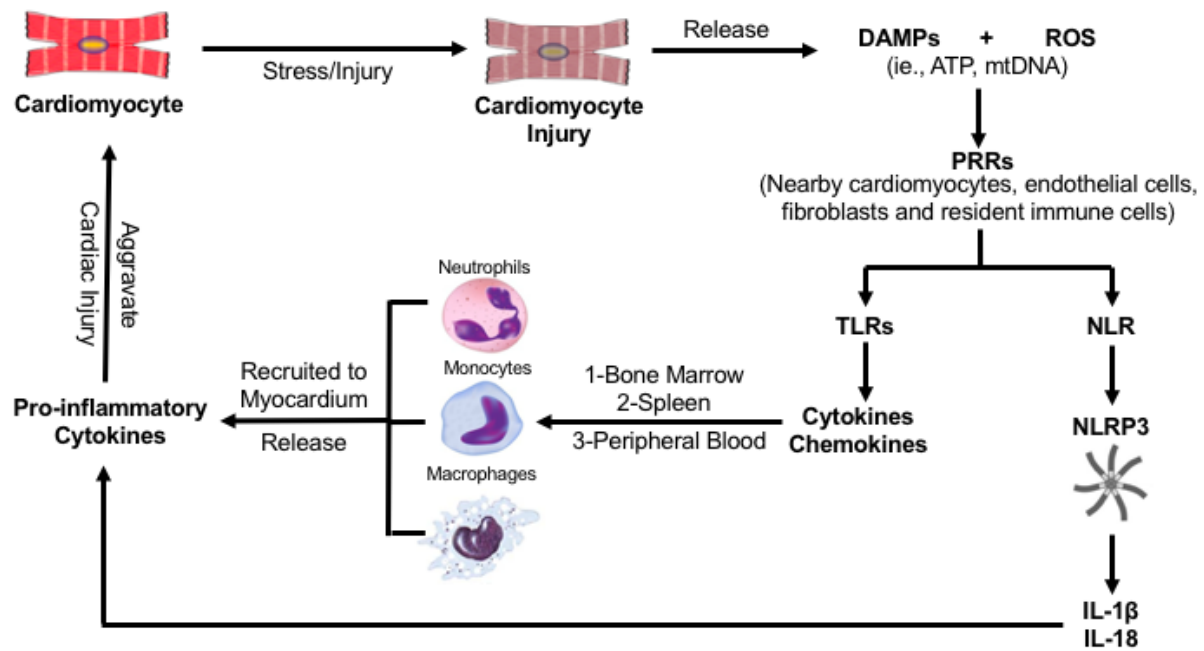 Cardiomyocyte
Stress/Injury
Cardiomyocyte
Injury
Release
DAMPs + ROS
(ie., ATP, mtDNA)
PRRs
(Nearby cardiomyocytes, endothelial cells,
fibroblasts and resident immune cells)
TLRs
NLR
Cytokines
Chemokines
NLRP3
IL-1β
IL-18
1-Bone Marrow
2-Spleen
3-Peripheral Blood
Neutrophils
Monocytes
Macrophages
Recruited to
Myocardium
Release
Pro-inflammatory
Cytokines
Aggravate
Cardiac Injury